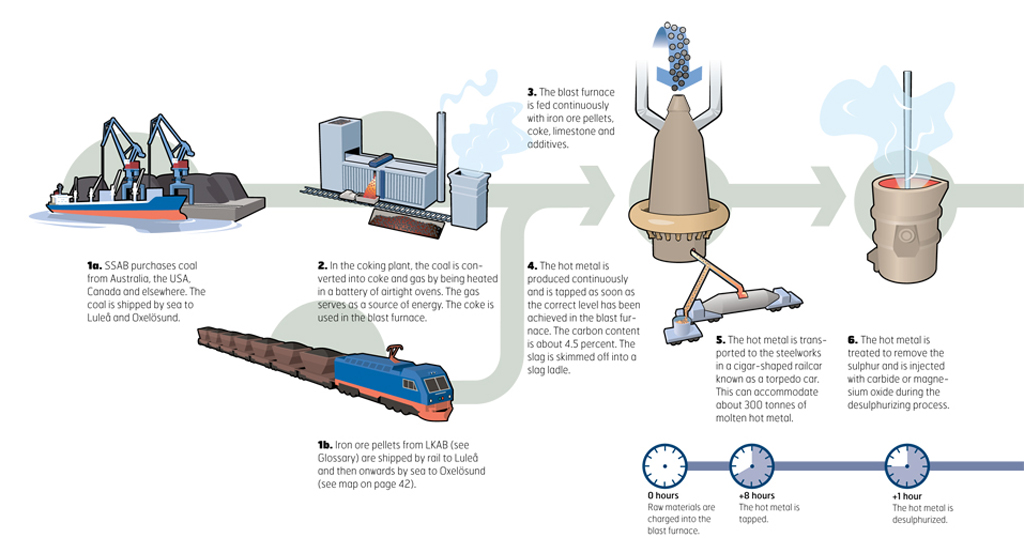 1a. SSAB purchases coal
from Australia, the USA,
Canada and elsewhere. The
coal is shipped by sea to
Luleå and Oxelösund.
1b. Iron ore pellets from LKAB (see
Glossary) are shipped by rail to Luleå
and then onwards by sea to Oxelösund
(see map on page 42).
2. In the coking plant, the coal is con-
verted into coke and gas by being heated
in a battery of airtight ovens. The gas
serves as a source of energy. The coke is
used in the blast furnace.
3. The blast furnace
is fed continuously
with iron ore pellets,
coke, limestone and
additives.
4. The hot metal is
produced continuously
and is tapped as soon as
the correct level has been
achieved in the blast fur-
nace. The carbon content
is about 4.5 percent. The
slag is skimmed off into a
slag ladle.
5. The hot metal is trans-
ported to the steelworks
in a cigar-shaped railcar
known as a torpedo car.
This can accommodate
about 300 tonnes of
molten hot metal.
6. The hot metal is
treated to remove the
sulphur and is injected
with carbide or magne-
sium oxide during the
desulphurizing process.
0 hours
Raw materials are
charged into the
blast furnace.
+8 hours
The hot metal is
tapped.
+1 hour
The hot metal is
desulphurized.